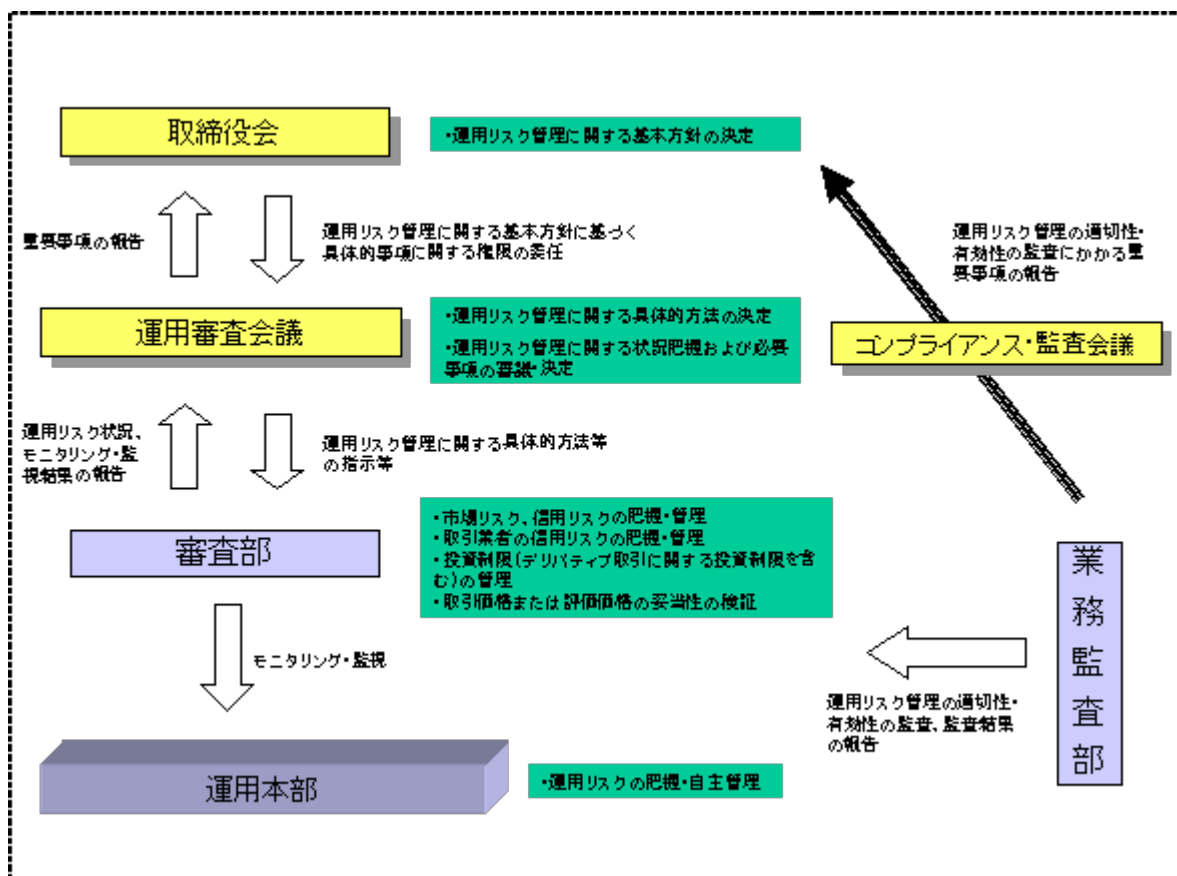 取締役会
・運用リスク管理に関する基本方針の決定
重要事項の報告
運用リスク管理に関する基本方針に基づく
具体的事項に関する権限の委任
運用リスク管理の適切性・
有効性の監査にかかる重
要事項の報告
運用審査会議
・運用リスク管理に関する具体的方法の決定
・運用リスク管理に関する状況把握および必要
事項の審議・決定
コンプライアンス・監査会議
運用リスク状況、
モニタリング・監
視結果の報告
運用リスク管理に関する具体的方法等
の指示等
審査部
・市場リスク、信用リスクの把握・管理
・取引業者の信用リスクの把握・管理
・投資制限(デリバティブ取引に関する投資制限を含
む)の管理
・取引価格または評価価格の妥当性の検証
業務監査部
モニタリング・監視
運用リスク管理の適切性・
有効性の監査、監査結果
の報告
運用本部
・運用リスクの把握・自主管理